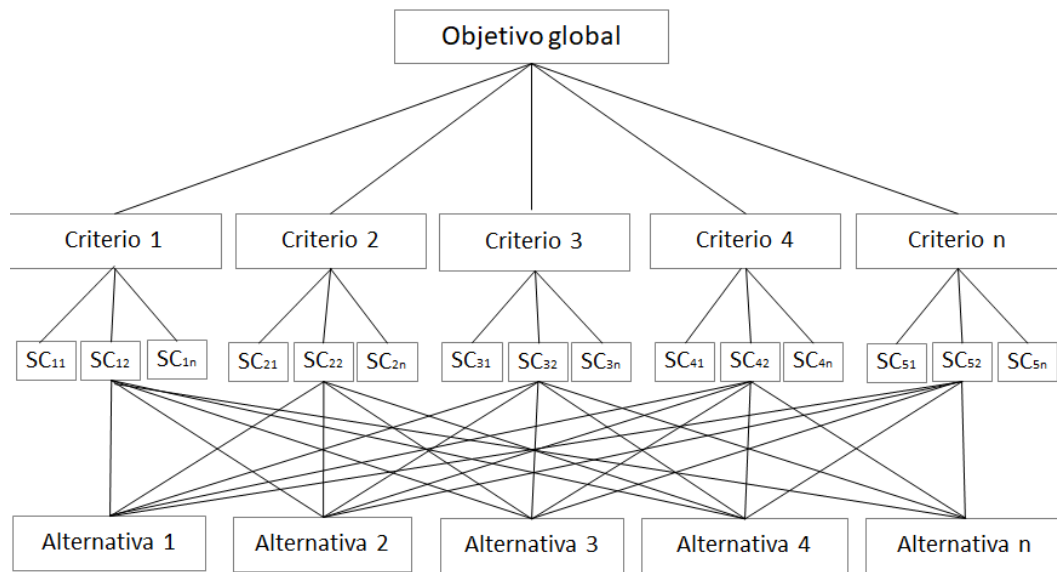 Objetivo global
Criterio 1 Criterio 2 Criterio 3 Criterio 4 Criterio n
SC11 SC12 SC1n SC21 SC22 SC2n SC31 SC32 SC3n SC41 SC42 SC4n SC51 SC52 SC5n
Alternativa 1 Alternativa 2 Alternativa 3 Alternativa 4 Alternativa n